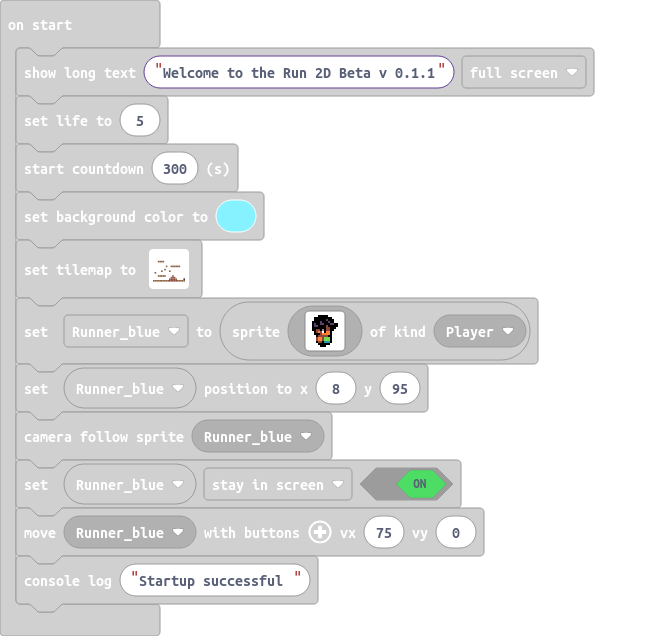 on start
show long text "Welcome to the Run 2D Beta v 0.1.1" full screen
set life to 5
start countdown 300 (s)
set background color to
set tilemap to
set Runner_blue to sprite of kind Player
set Runner_blue position to x 8 y 95
camera follow sprite Runner_blue
set Runner_blue stay in screen ON
move Runner_blue with buttons + vx 75 vy 0
console log "Startup successful "